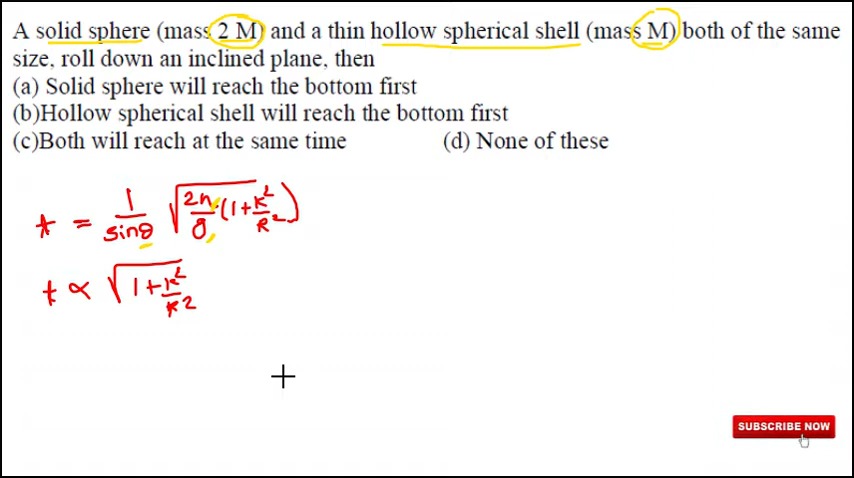 A solid sphere (mass 2 M) and a thin hollow spherical shell (mass M) both of the same
size, roll down an inclined plane, then
(a) Solid sphere will reach the bottom first
(b)Hollow spherical shell will reach the bottom first
(c)Both will reach at the same time (d) None of these
t = 1/sinθ √(2h/g (1+K²/R²))
t ∝ √(1+K²/R²)
SUBSCRIBE NOW